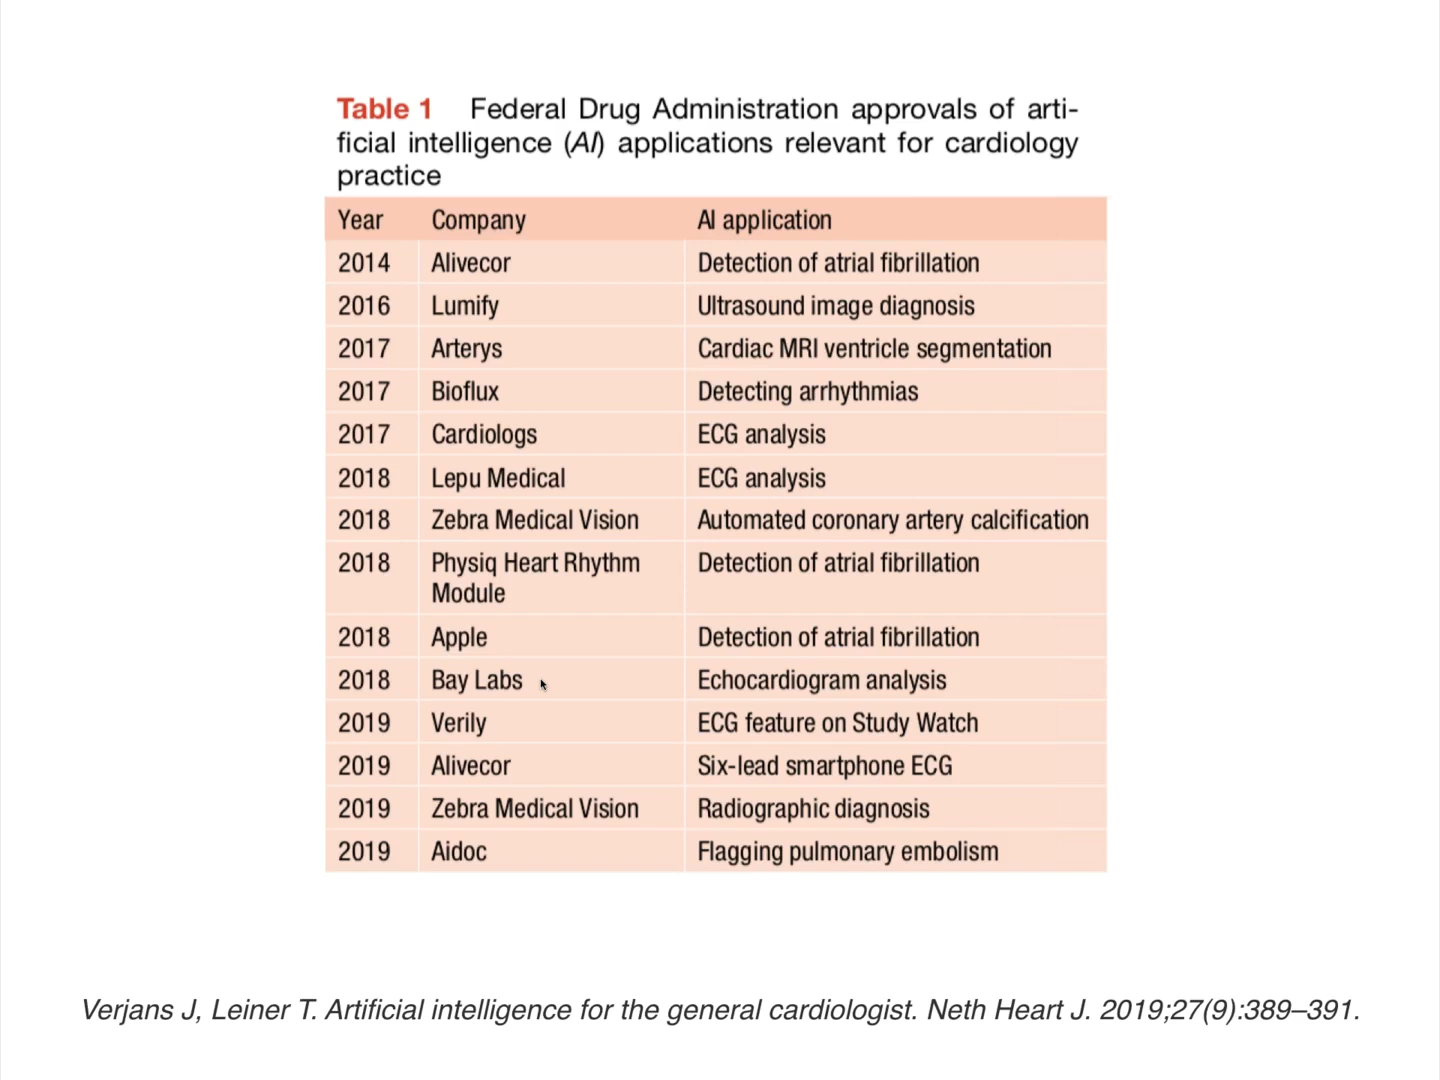 Table 1 Federal Drug Administration approvals of arti-
ficial intelligence (AI) applications relevant for cardiology
practice
Year Company AI application
2014 Alivecor Detection of atrial fibrillation
2016 Lumify Ultrasound image diagnosis
2017 Arterys Cardiac MRI ventricle segmentation
2017 Bioflux Detecting arrhythmias
2017 Cardiologs ECG analysis
2018 Lepu Medical ECG analysis
2018 Zebra Medical Vision Automated coronary artery calcification
2018 Physiq Heart Rhythm Detection of atrial fibrillation
Module
2018 Apple Detection of atrial fibrillation
2018 Bay Labs Echocardiogram analysis
2019 Verily ECG feature on Study Watch
2019 Alivecor Six-lead smartphone ECG
2019 Zebra Medical Vision Radiographic diagnosis
2019 Aidoc Flagging pulmonary embolism
Verjans J, Leiner T. Artificial intelligence for the general cardiologist. Neth Heart J. 2019;27(9):389–391.